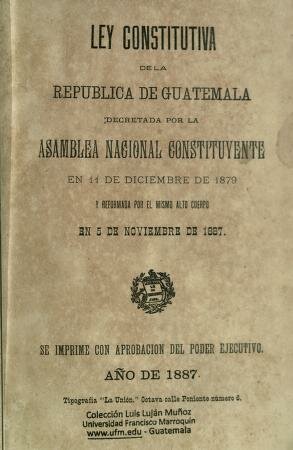 LEY CONSTITUTIVA
DE LA
REPUBLICA DE GUATEMALA
DECRETADA POR LA
ASAMBLEA NACIONAL CONSTITUYENTE
EN 11 DE DICIEMBRE DE 1879
Y REFORMADA POR EL MISMO ALTO CUERPO
EN 5 DE NOVIEMBRE DE 1887.
SE IMPRIME CON APROBACION DEL PODER EJECUTIVO.
AÑO DE 1887.
Tipografía "La Unión." Octava calle Poniente número 6.
Colección Luis Luján Muñoz
Universidad Francisco Marroquín
www.ufm.edu - Guatemala